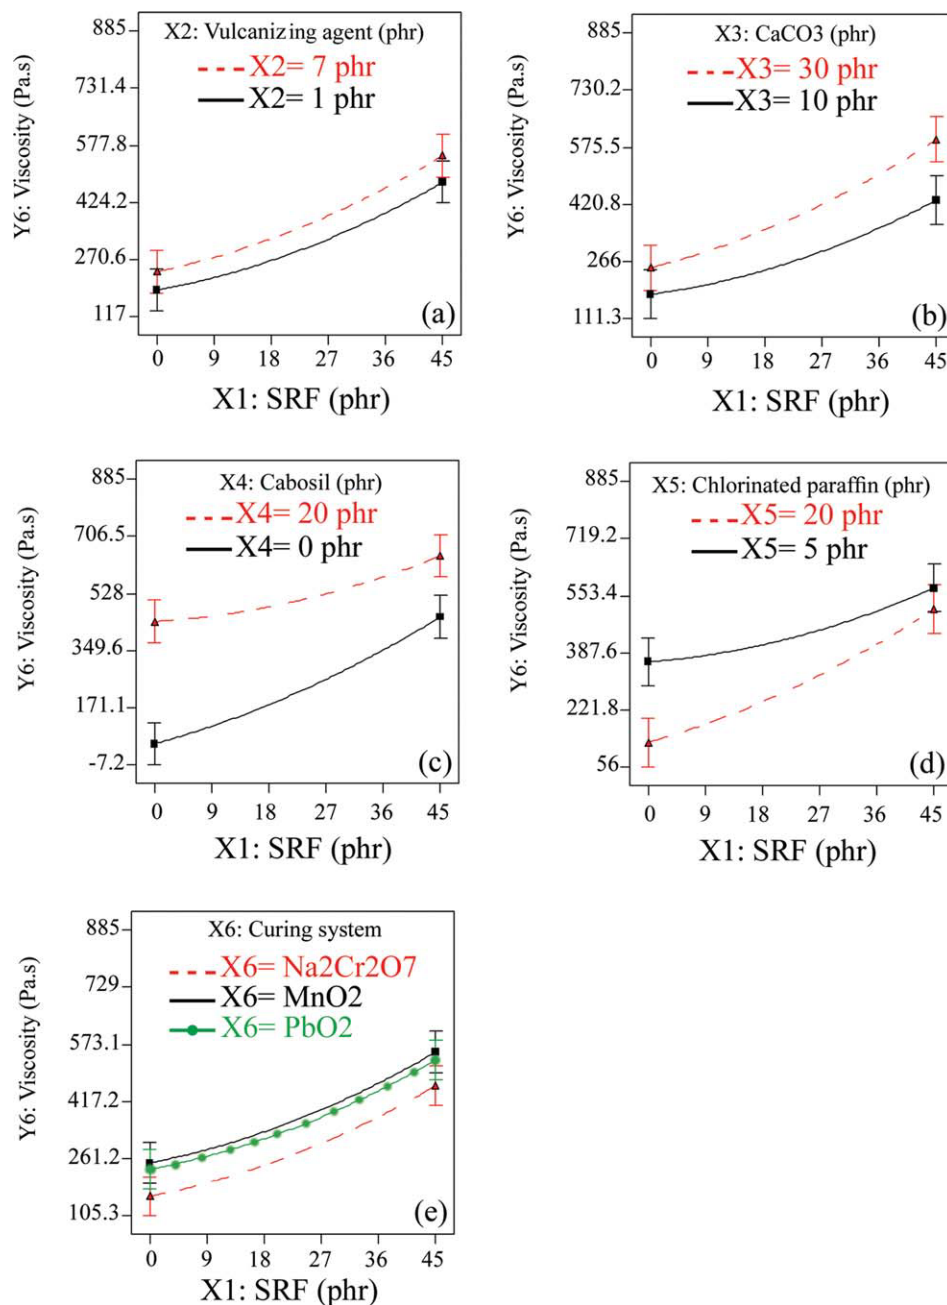 X2: Vulcanizing agent (phr)
X2= 7 phr
X2= 1 phr
Y6: Viscosity (Pa.s)
885
731.4
577.8
424.2
270.6
117
(a)
0 9 18 27 36 45
X1: SRF (phr)
X3: CaCO3 (phr)
X3= 30 phr
X3= 10 phr
Y6: Viscosity (Pa.s)
885
730.2
575.5
420.8
266
111.3
(b)
0 9 18 27 36 45
X1: SRF (phr)
X4: Cabosil (phr)
X4= 20 phr
X4= 0 phr
Y6: Viscosity (Pa.s)
885
706.5
528
349.6
171.1
-7.2
(c)
0 9 18 27 36 45
X1: SRF (phr)
X5: Chlorinated paraffin (phr)
X5= 20 phr
X5= 5 phr
Y6: Viscosity (Pa.s)
885
719.2
553.4
387.6
221.8
56
(d)
0 9 18 27 36 45
X1: SRF (phr)
X6: Curing system
X6= Na2Cr2O7
X6= MnO2
X6= PbO2
Y6: Viscosity (Pa.s)
885
729
573.1
417.2
261.2
105.3
(e)
0 9 18 27 36 45
X1: SRF (phr)